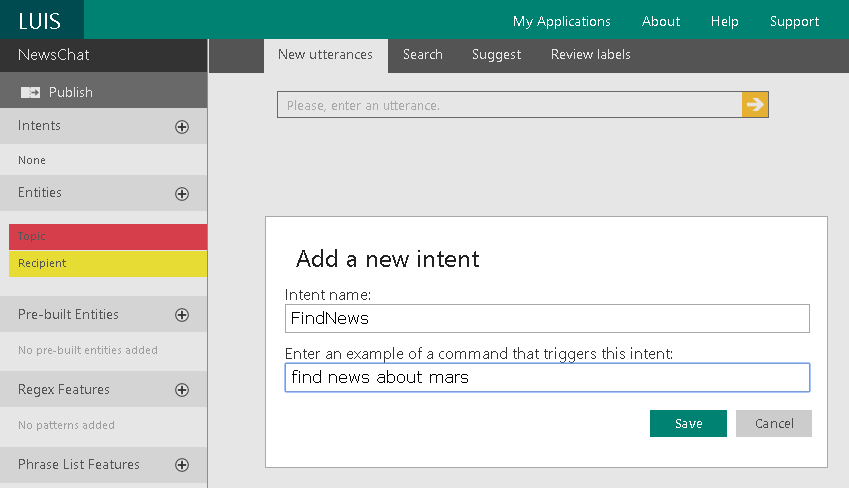 LUIS
My Applications About Help Support
NewsChat
New utterances Search Suggest Review labels
Publish
Please, enter an utterance.
Intents
None
Entities
Topic
Recipient
Add a new intent
Intent name:
FindNews
Pre-built Entities
No pre-built entities added
Enter an example of a command that triggers this intent:
find news about mars
Regex Features
No patterns added
Save Cancel
Phrase List Features